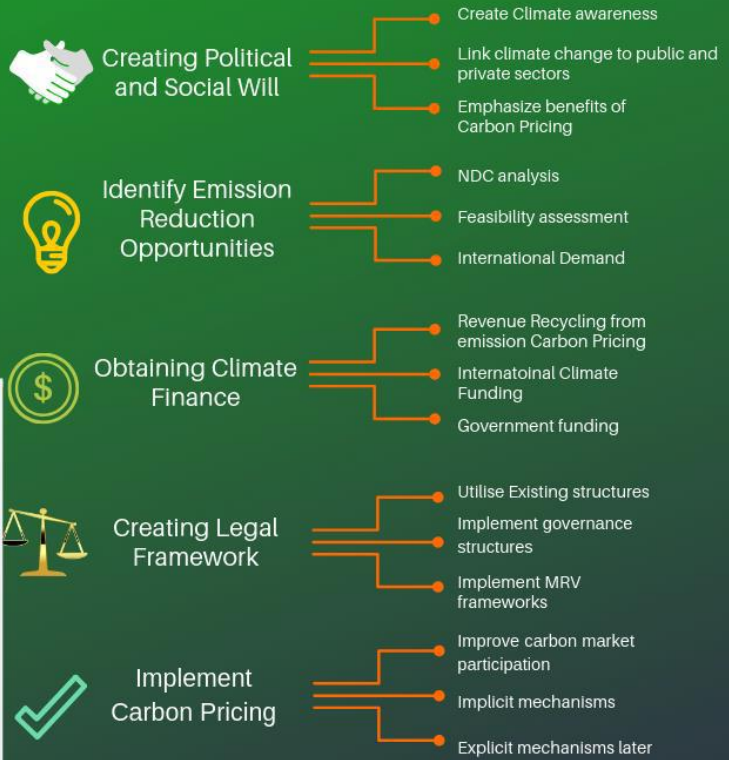 Creating Political
and Social Will
Create Climate awareness
Link climate change to public and
private sectors
Emphasize benefits of
Carbon Pricing
Identify Emission
Reduction
Opportunities
NDC analysis
Feasibility assessment
International Demand
$
Obtaining Climate
Finance
Revenue Recycling from
emission Carbon Pricing
Internatoinal Climate
Funding
Government funding
Creating Legal
Framework
Utilise Existing structures
Implement governance
structures
Implement MRV
frameworks
Implement
Carbon Pricing
Improve carbon market
participation
Implicit mechanisms
Explicit mechanisms later